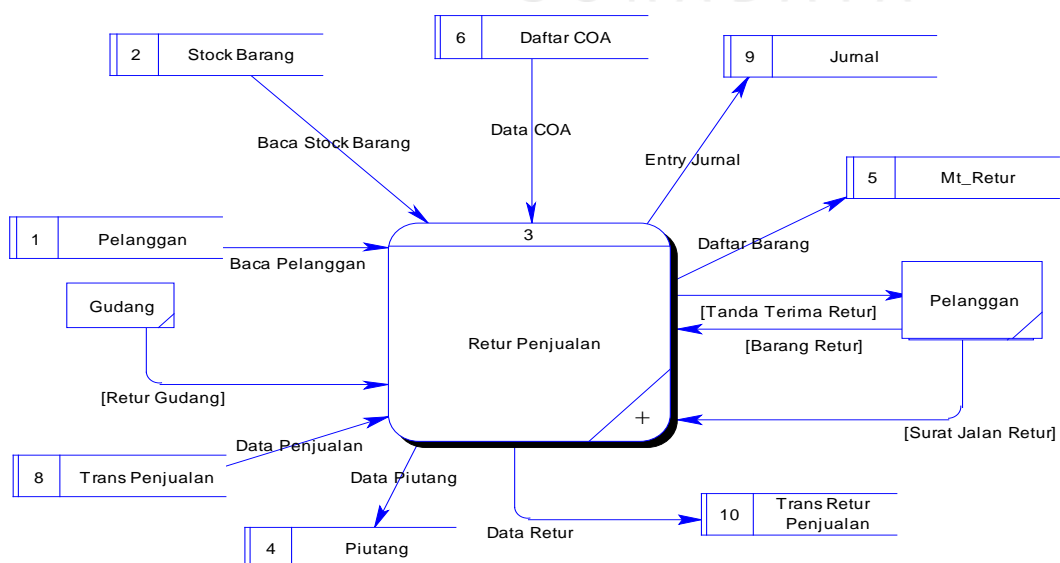 6
Daftar COA
2
Stock Barang
9
Jurnal
Data COA
Baca Stock Barang
Entry Jurnal
5
Mt_Retur
1
Pelanggan
3
Daftar Barang
Baca Pelanggan
Gudang
Pelanggan
[Tanda Terima Retur]
Retur Penjualan
[Barang Retur]
[Retur Gudang]
+
[Surat Jalan Retur]
Data Penjualan
8
Trans Penjualan
Data Piutang
10
Trans Retur
Penjualan
Data Retur
4
Piutang